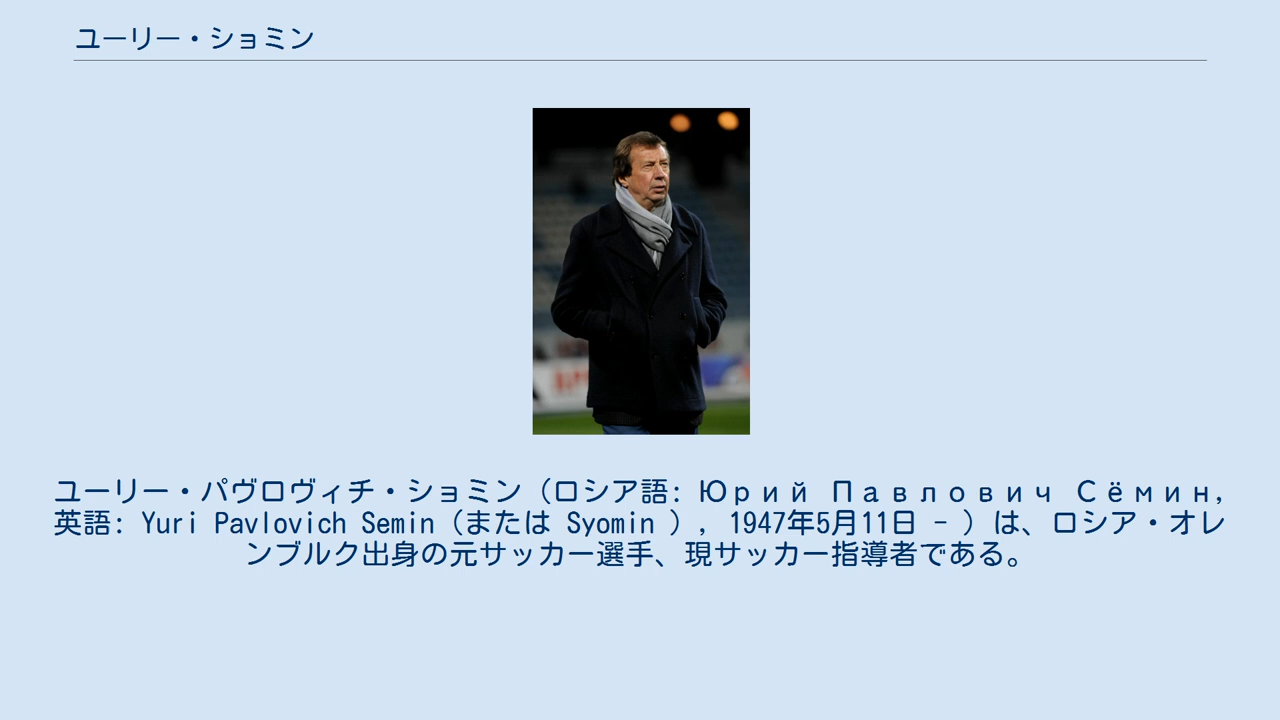 ユーリー・ショミン
ユーリー・パヴロヴィチ・ショミン（ロシア語: Юрий Павлович Сёмин,
英語: Yuri Pavlovich Semin（または Syomin ）, 1947年5月11日 - ）は、ロシア・オレ
ンブルク出身の元サッカー選手、現サッカー指導者である。